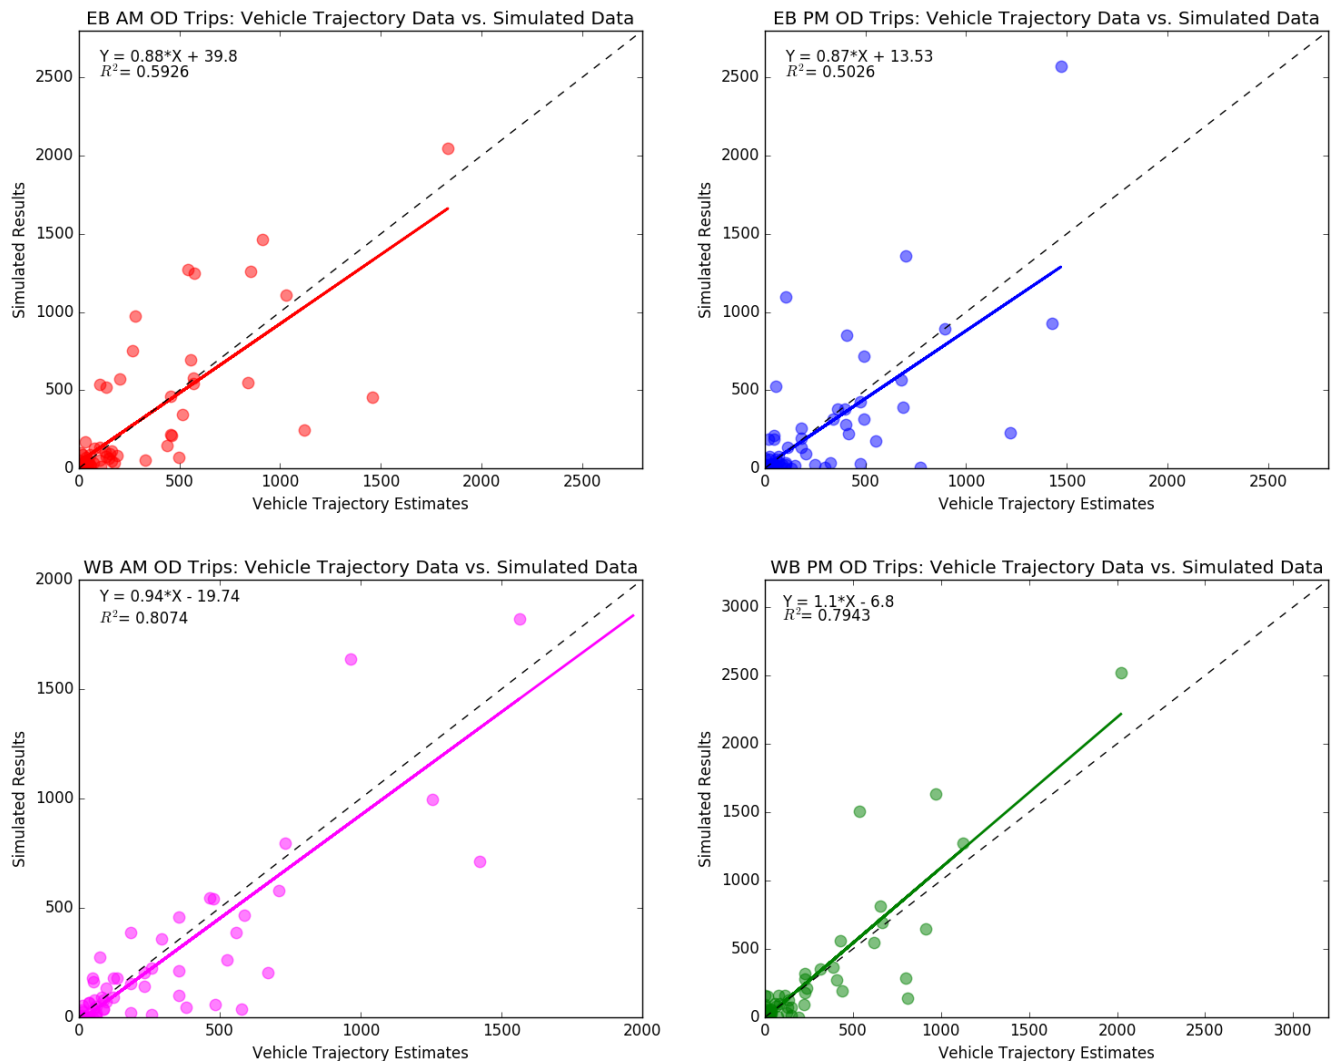 EB AM OD Trips: Vehicle Trajectory Data vs. Simulated Data
Y = 0.88*X + 39.8
R²= 0.5926
2500
2000
1500
1000
500
0
Simulated Results
0 500 1000 1500 2000 2500
Vehicle Trajectory Estimates
EB PM OD Trips: Vehicle Trajectory Data vs. Simulated Data
Y = 0.87*X + 13.53
R²= 0.5026
2500
2000
1500
1000
500
0
Simulated Results
0 500 1000 1500 2000 2500
Vehicle Trajectory Estimates
WB AM OD Trips: Vehicle Trajectory Data vs. Simulated Data
Y = 0.94*X - 19.74
R²= 0.8074
2000
1500
1000
500
0
Simulated Results
0 500 1000 1500 2000
Vehicle Trajectory Estimates
WB PM OD Trips: Vehicle Trajectory Data vs. Simulated Data
Y = 1.1*X - 6.8
R²= 0.7943
3000
2500
2000
1500
1000
500
0
Simulated Results
0 500 1000 1500 2000 2500 3000
Vehicle Trajectory Estimates